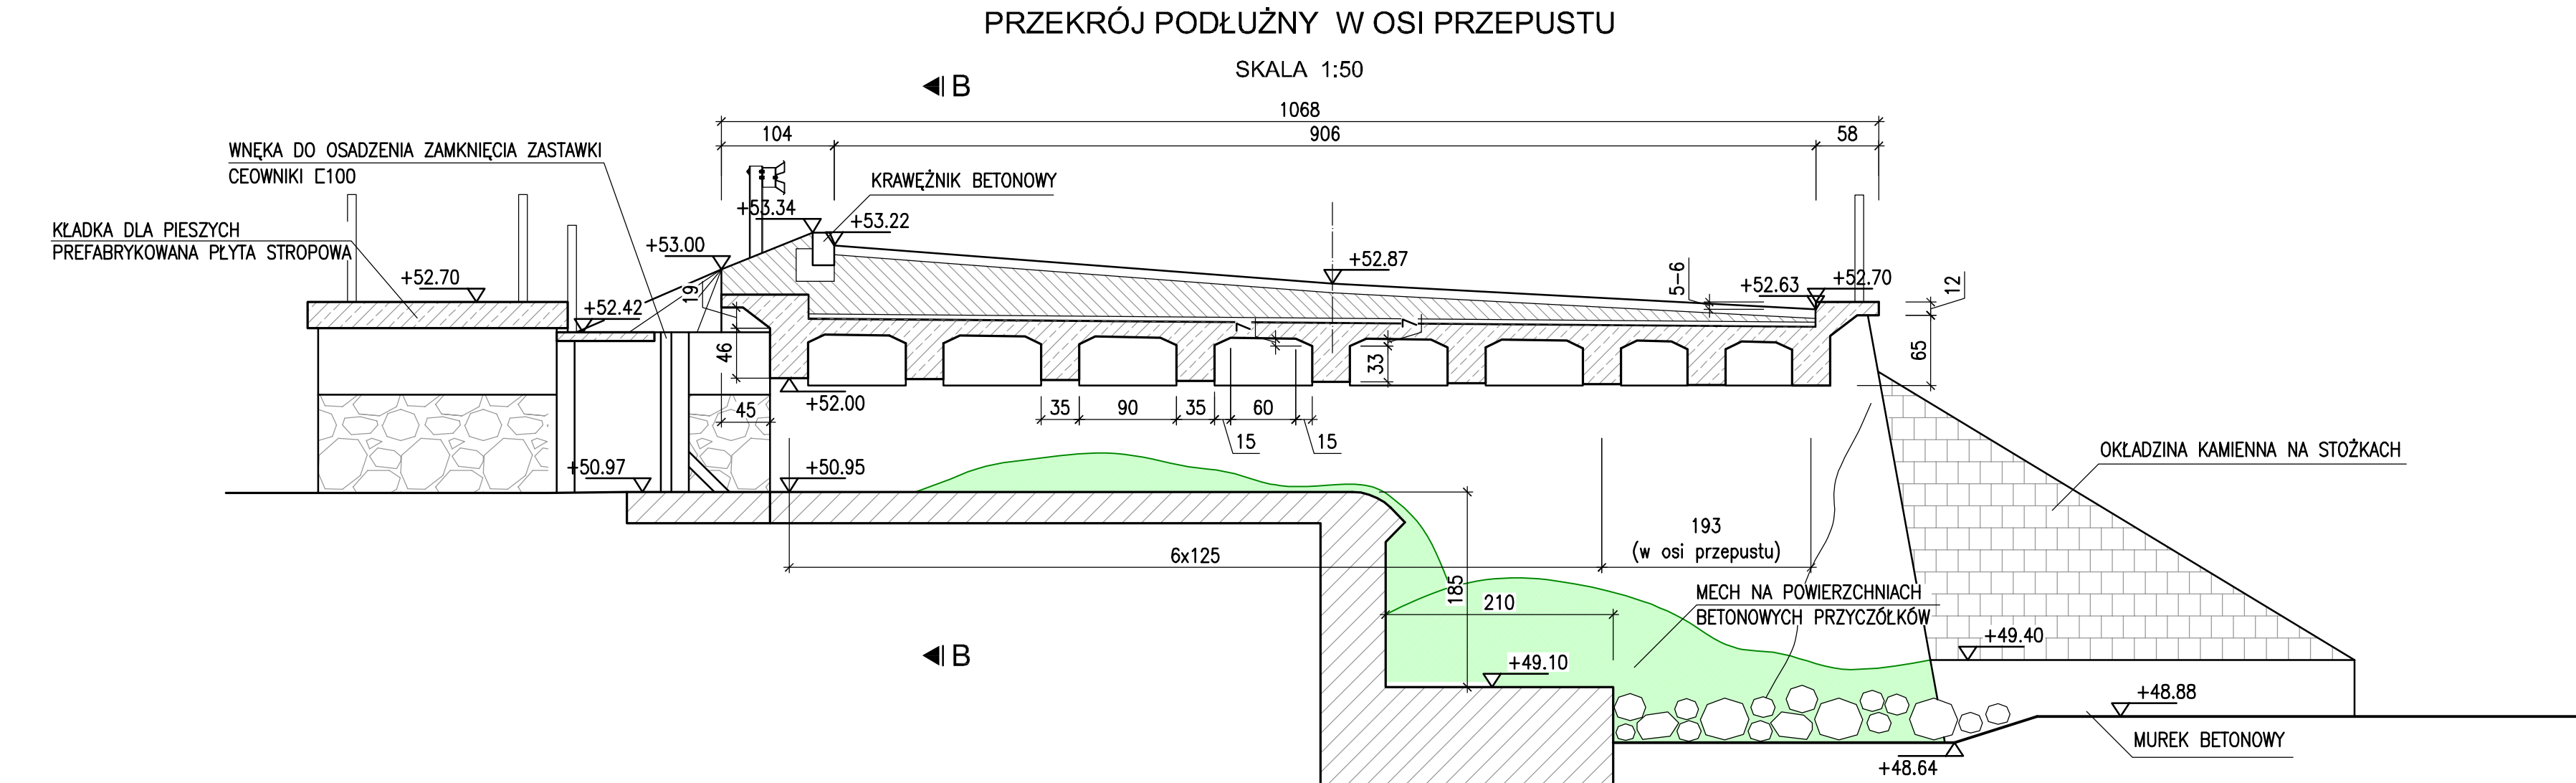 PRZEKRÓJ PODŁUŻNY W OSI PRZEPUSTU
SKALA 1:50
B
1068
104
906
58
WNĘKA DO OSADZENIA ZAMKNIĘCIA ZASTAWKI
CEOWNIKI [100
KRAWĘŻNIK BETONOWY
+53.34
+53.22
KŁADKA DLA PIESZYCH
PREFABRYKOWANA PŁYTA STROPOWA
+53.00
+52.87
+52.70
+52.42
19
5-6
+52.63
+52.70
12
7
7
46
33
65
+52.00
45
35
90
35
60
15
15
OKŁADZINA KAMIENNA NA STOŻKACH
+50.97
+50.95
193
(w osi przepustu)
6x125
185
210
MECH NA POWIERZCHNIACH
BETONOWYCH PRZYCZÓŁKÓW
B
+49.40
+49.10
+48.88
MUREK BETONOWY
+48.64